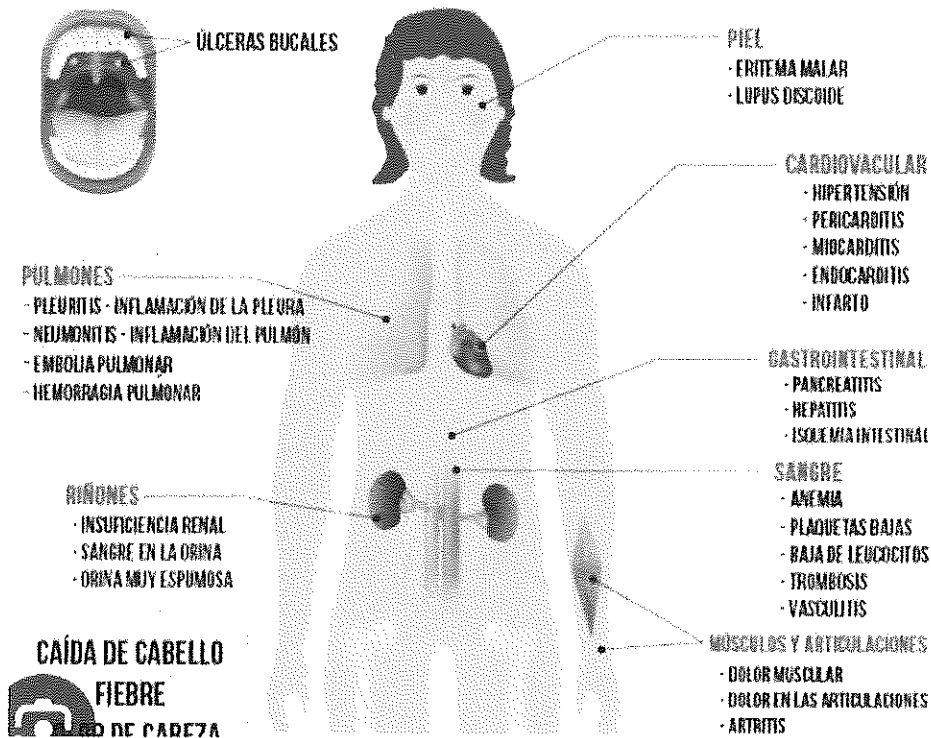 ÚLCERAS BUCALES
PIEL
- ERITEMA MALAR
- LUPUS DISCOIDE
CARDIOVACULAR
- HIPERTENSIÓN
- PERICARDITIS
- MIOCARDITIS
- ENDOCARDITIS
- INFARTO
PULMONES
- PLEURITIS - INFLAMACIÓN DE LA PLEURA
- NEUMONITIS - INFLAMACIÓN DEL PULMÓN
- EMBOLIA PULMONAR
- HEMORRAGIA PULMONAR
GASTROINTESTINAL
- PANCREATITIS
- HEPATITIS
- ISQUEMIA INTESTINAL
SANGRE
- ANEMIA
- PLAQUETAS BAJAS
- BAJA DE LEUCOCITOS
- TROMBOSIS
- VASCULITIS
RIÑONES
- INSUFICIENCIA RENAL
- SANGRE EN LA ORINA
- ORINA MUY ESPUMOSA
MÚSCULOS Y ARTICULACIONES
- DOLOR MUSCULAR
- DOLOR EN LAS ARTICULACIONES
- ARTRITIS
CAÍDA DE CABELLO
FIEBRE
DE CABEZA